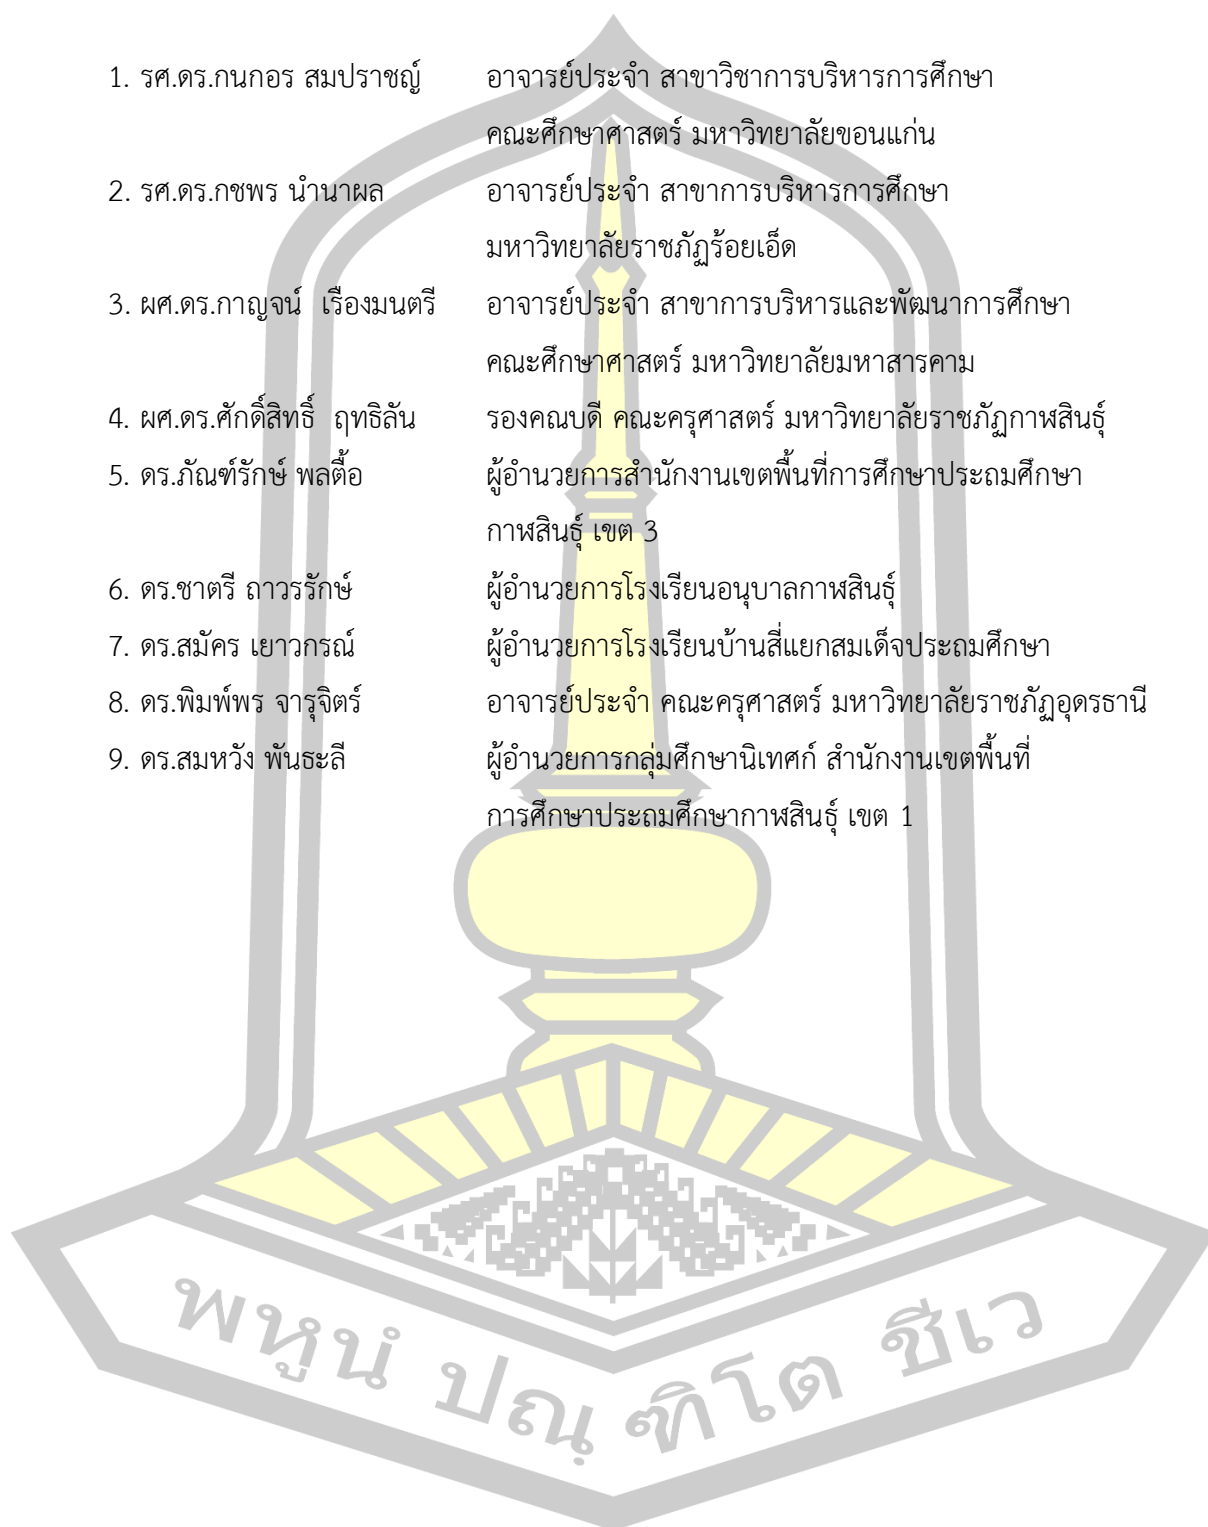 1. รศ.ดร.กนกอร สมปราชญ์ อาจารย์ประจำ สาขาวิชาการบริหารการศึกษา
คณะศึกษาศาสตร์ มหาวิทยาลัยขอนแก่น
2. รศ.ดร.กชพร นำนาผล อาจารย์ประจำ สาขาการบริหารการศึกษา
มหาวิทยาลัยราชภัฏร้อยเอ็ด
3. ผศ.ดร.กาญจน์ เรืองมนตรี อาจารย์ประจำ สาขาการบริหารและพัฒนาการศึกษา
คณะศึกษาศาสตร์ มหาวิทยาลัยมหาสารคาม
4. ผศ.ดร.ศักดิ์สิทธิ์ ฤทธิลัน รองคณบดี คณะครุศาสตร์ มหาวิทยาลัยราชภัฏกาฬสินธุ์
5. ดร.ภัณฑ์รักษ์ พลตื้อ ผู้อำนวยการสำนักงานเขตพื้นที่การศึกษาประถมศึกษา
กาฬสินธุ์ เขต 3
6. ดร.ชาตรี ถาวรรักษ์ ผู้อำนวยการโรงเรียนอนุบาลกาฬสินธุ์
7. ดร.สมัคร เยาวกรณ์ ผู้อำนวยการโรงเรียนบ้านสี่แยกสมเด็จประถมศึกษา
8. ดร.พิมพ์พร จารุจิตร์ อาจารย์ประจำ คณะครุศาสตร์ มหาวิทยาลัยราชภัฏอุดรธานี
9. ดร.สมหวัง พันธะลี ผู้อำนวยการกลุ่มศึกษานิเทศก์ สำนักงานเขตพื้นที่
การศึกษาประถมศึกษากาฬสินธุ์ เขต 1
พหูนํ ปณฺฑิโต ชีเว